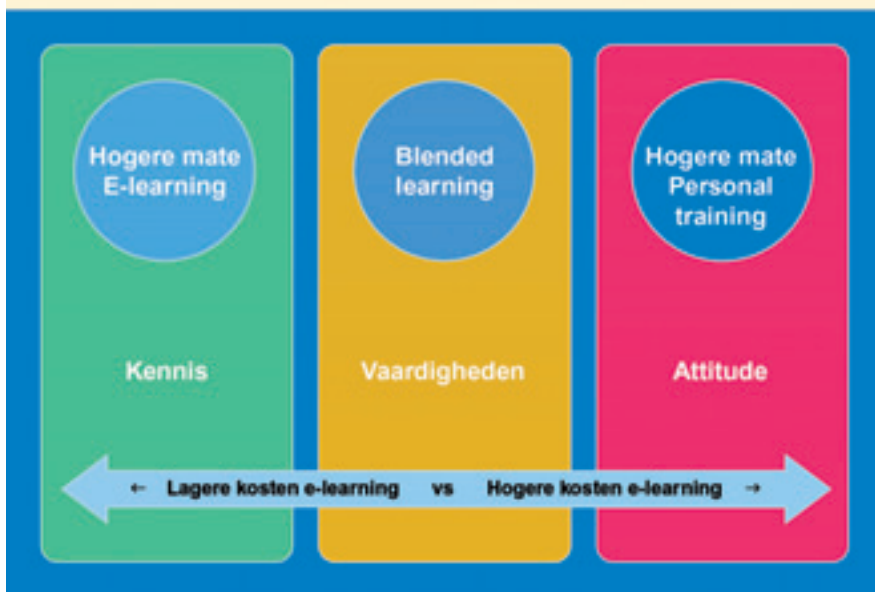 Hogere mate
E-learning
Blended
learning
Hogere mate
Personal
training
Kennis
Vaardigheden
Attitude
← Lagere kosten e-learning vs Hogere kosten e-learning →